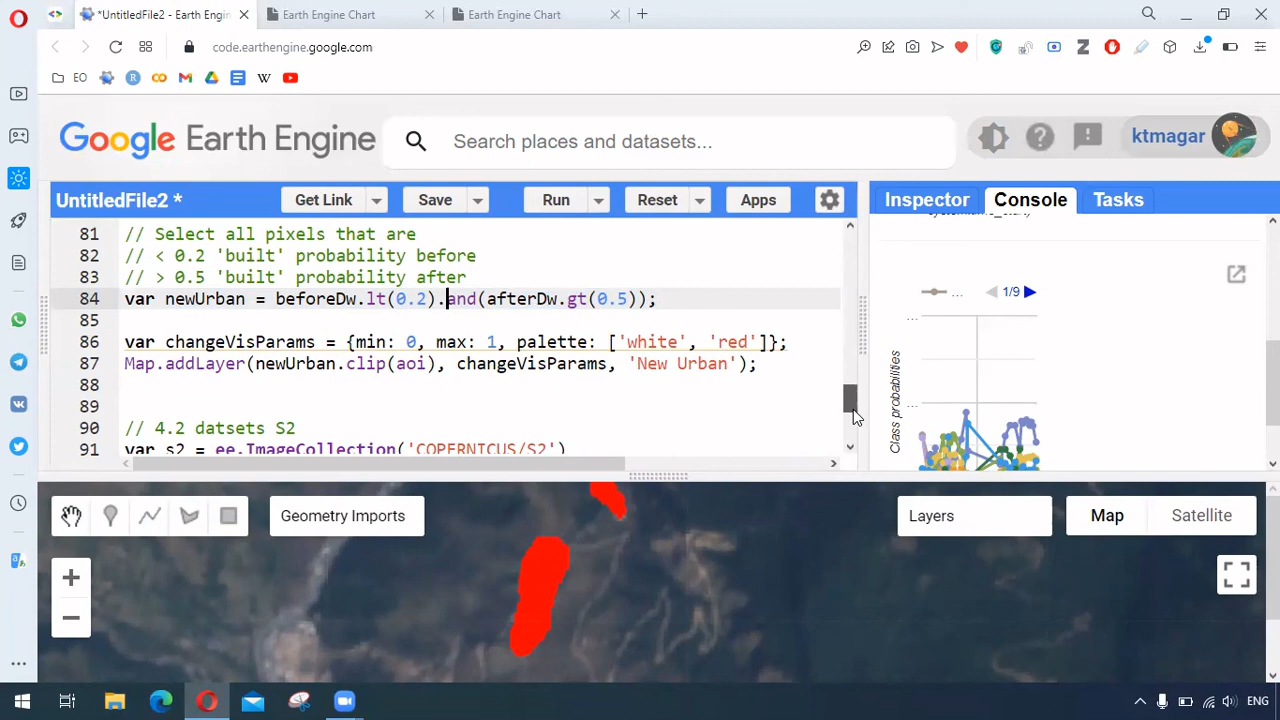 *UntitledFile2 - Earth Engin
Earth Engine Chart
Earth Engine Chart
code.earthengine.google.com
EO
Google Earth Engine
Search places and datasets...
ktmagar
UntitledFile2 *
Get Link
Save
Run
Reset
Apps
Inspector
Console
Tasks
81 // Select all pixels that are
82 // < 0.2 'built' probability before
83 // > 0.5 'built' probability after
84 var newUrban = beforeDw.lt(0.2).and(afterDw.gt(0.5));
85
86 var changeVisParams = {min: 0, max: 1, palette: ['white', 'red']};
87 Map.addLayer(newUrban.clip(aoi), changeVisParams, 'New Urban');
88
89
90 // 4.2 datsets S2
91 var s2 = ee.ImageCollection('COPERNICUS/S2')
...
1/9
...
...
Class probabilities
Geometry Imports
Layers
Map
Satellite
ENG